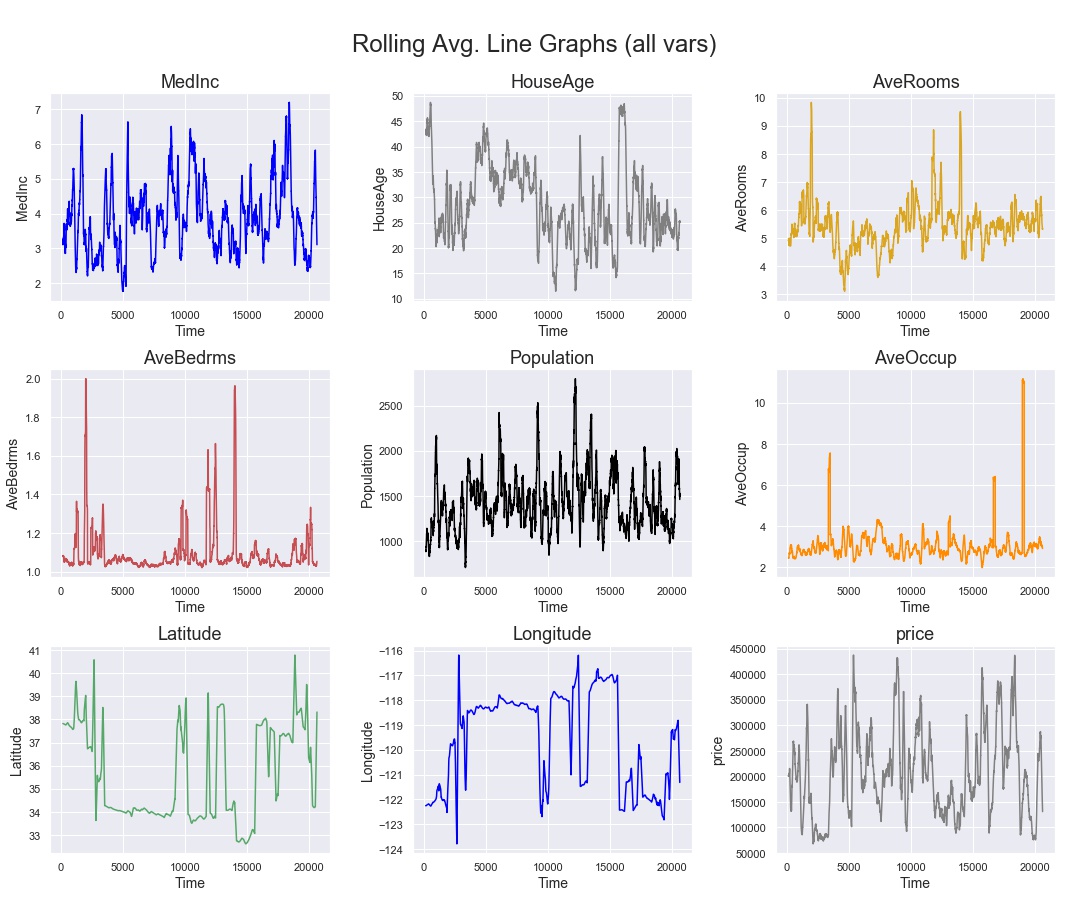 Rolling Avg. Line Graphs (all vars)
MedInc
7
6
5
4
3
2
MedInc
0 5000 10000 15000 20000
Time
HouseAge
50
45
40
35
30
25
20
15
10
HouseAge
0 5000 10000 15000 20000
Time
AveRooms
10
9
8
7
6
5
4
3
AveRooms
0 5000 10000 15000 20000
Time
AveBedrms
2.0
1.8
1.6
1.4
1.2
1.0
AveBedrms
0 5000 10000 15000 20000
Time
Population
2500
2000
1500
1000
Population
0 5000 10000 15000 20000
Time
AveOccup
10
8
6
4
2
AveOccup
0 5000 10000 15000 20000
Time
Latitude
41
40
39
38
37
36
35
34
33
Latitude
0 5000 10000 15000 20000
Time
Longitude
−116
−117
−118
−119
−120
−121
−122
−123
−124
Longitude
0 5000 10000 15000 20000
Time
price
450000
400000
350000
300000
250000
200000
150000
100000
50000
price
0 5000 10000 15000 20000
Time